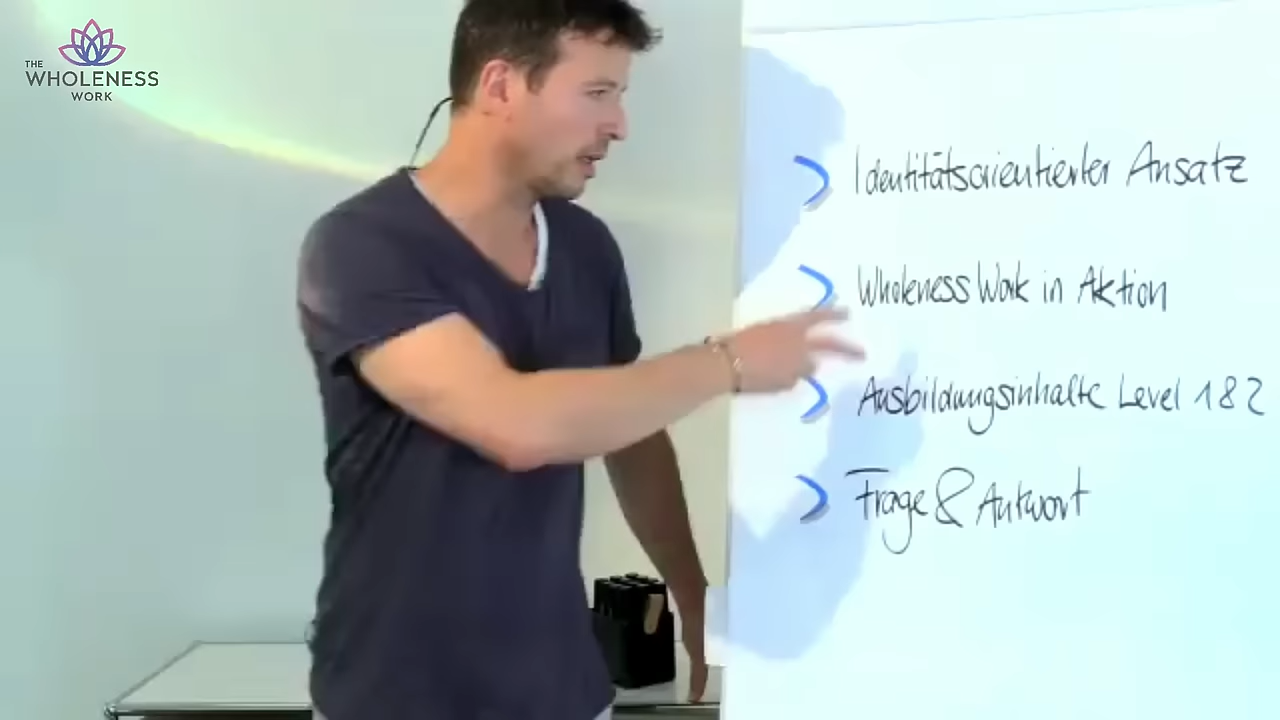 THE
WHOLENESS
WORK
Identitätsorientierter Ansatz
Wholeness Work in Aktion
Ausbildungsinhalte Level 1&2
Frage & Antwort